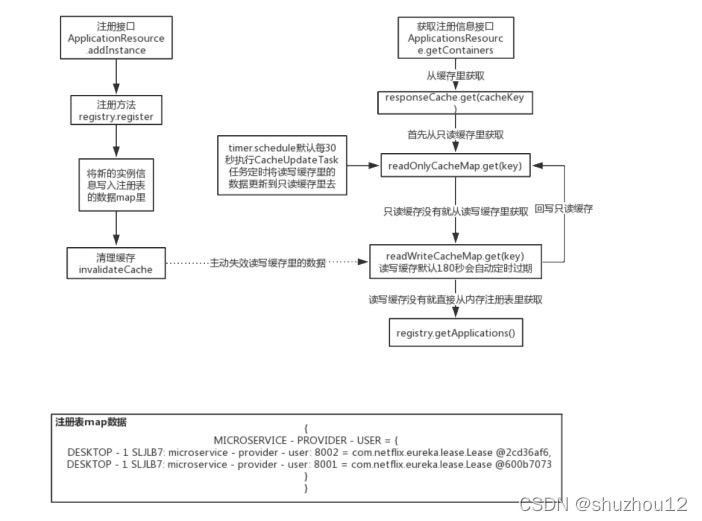 注册接口
ApplicationResource
.addInstance
注册方法
registry.register
将新的实例信
息写入注册表
的数据map里
清理缓存
invalidateCache
主动失效读写缓存里的数据
获取注册信息接口
ApplicationsResourc
e.getContainers
从缓存里获取
responseCache.get(cacheKey
)
首先从只读缓存里获取
timer.schedule默认每30
秒执行CacheUpdateTask
任务定时将读写缓存里的
数据更新到只读缓存里去
readOnlyCacheMap.get(key)
只读缓存没有就从读写缓存里获取
回写只读缓存
readWriteCacheMap.get(key)
读写缓存默认180秒会自动定时过期
读写缓存没有就直接从内存注册表里获取
registry.getApplications()
注册表map数据
{
MICROSERVICE - PROVIDER - USER = {
DESKTOP - 1 SLJLB7: microservice - provider - user: 8002 = com.netflix.eureka.lease.Lease @2cd36af6,
DESKTOP - 1 SLJLB7: microservice - provider - user: 8001 = com.netflix.eureka.lease.Lease @600b7073
}
}
CSDN @shuzhou12